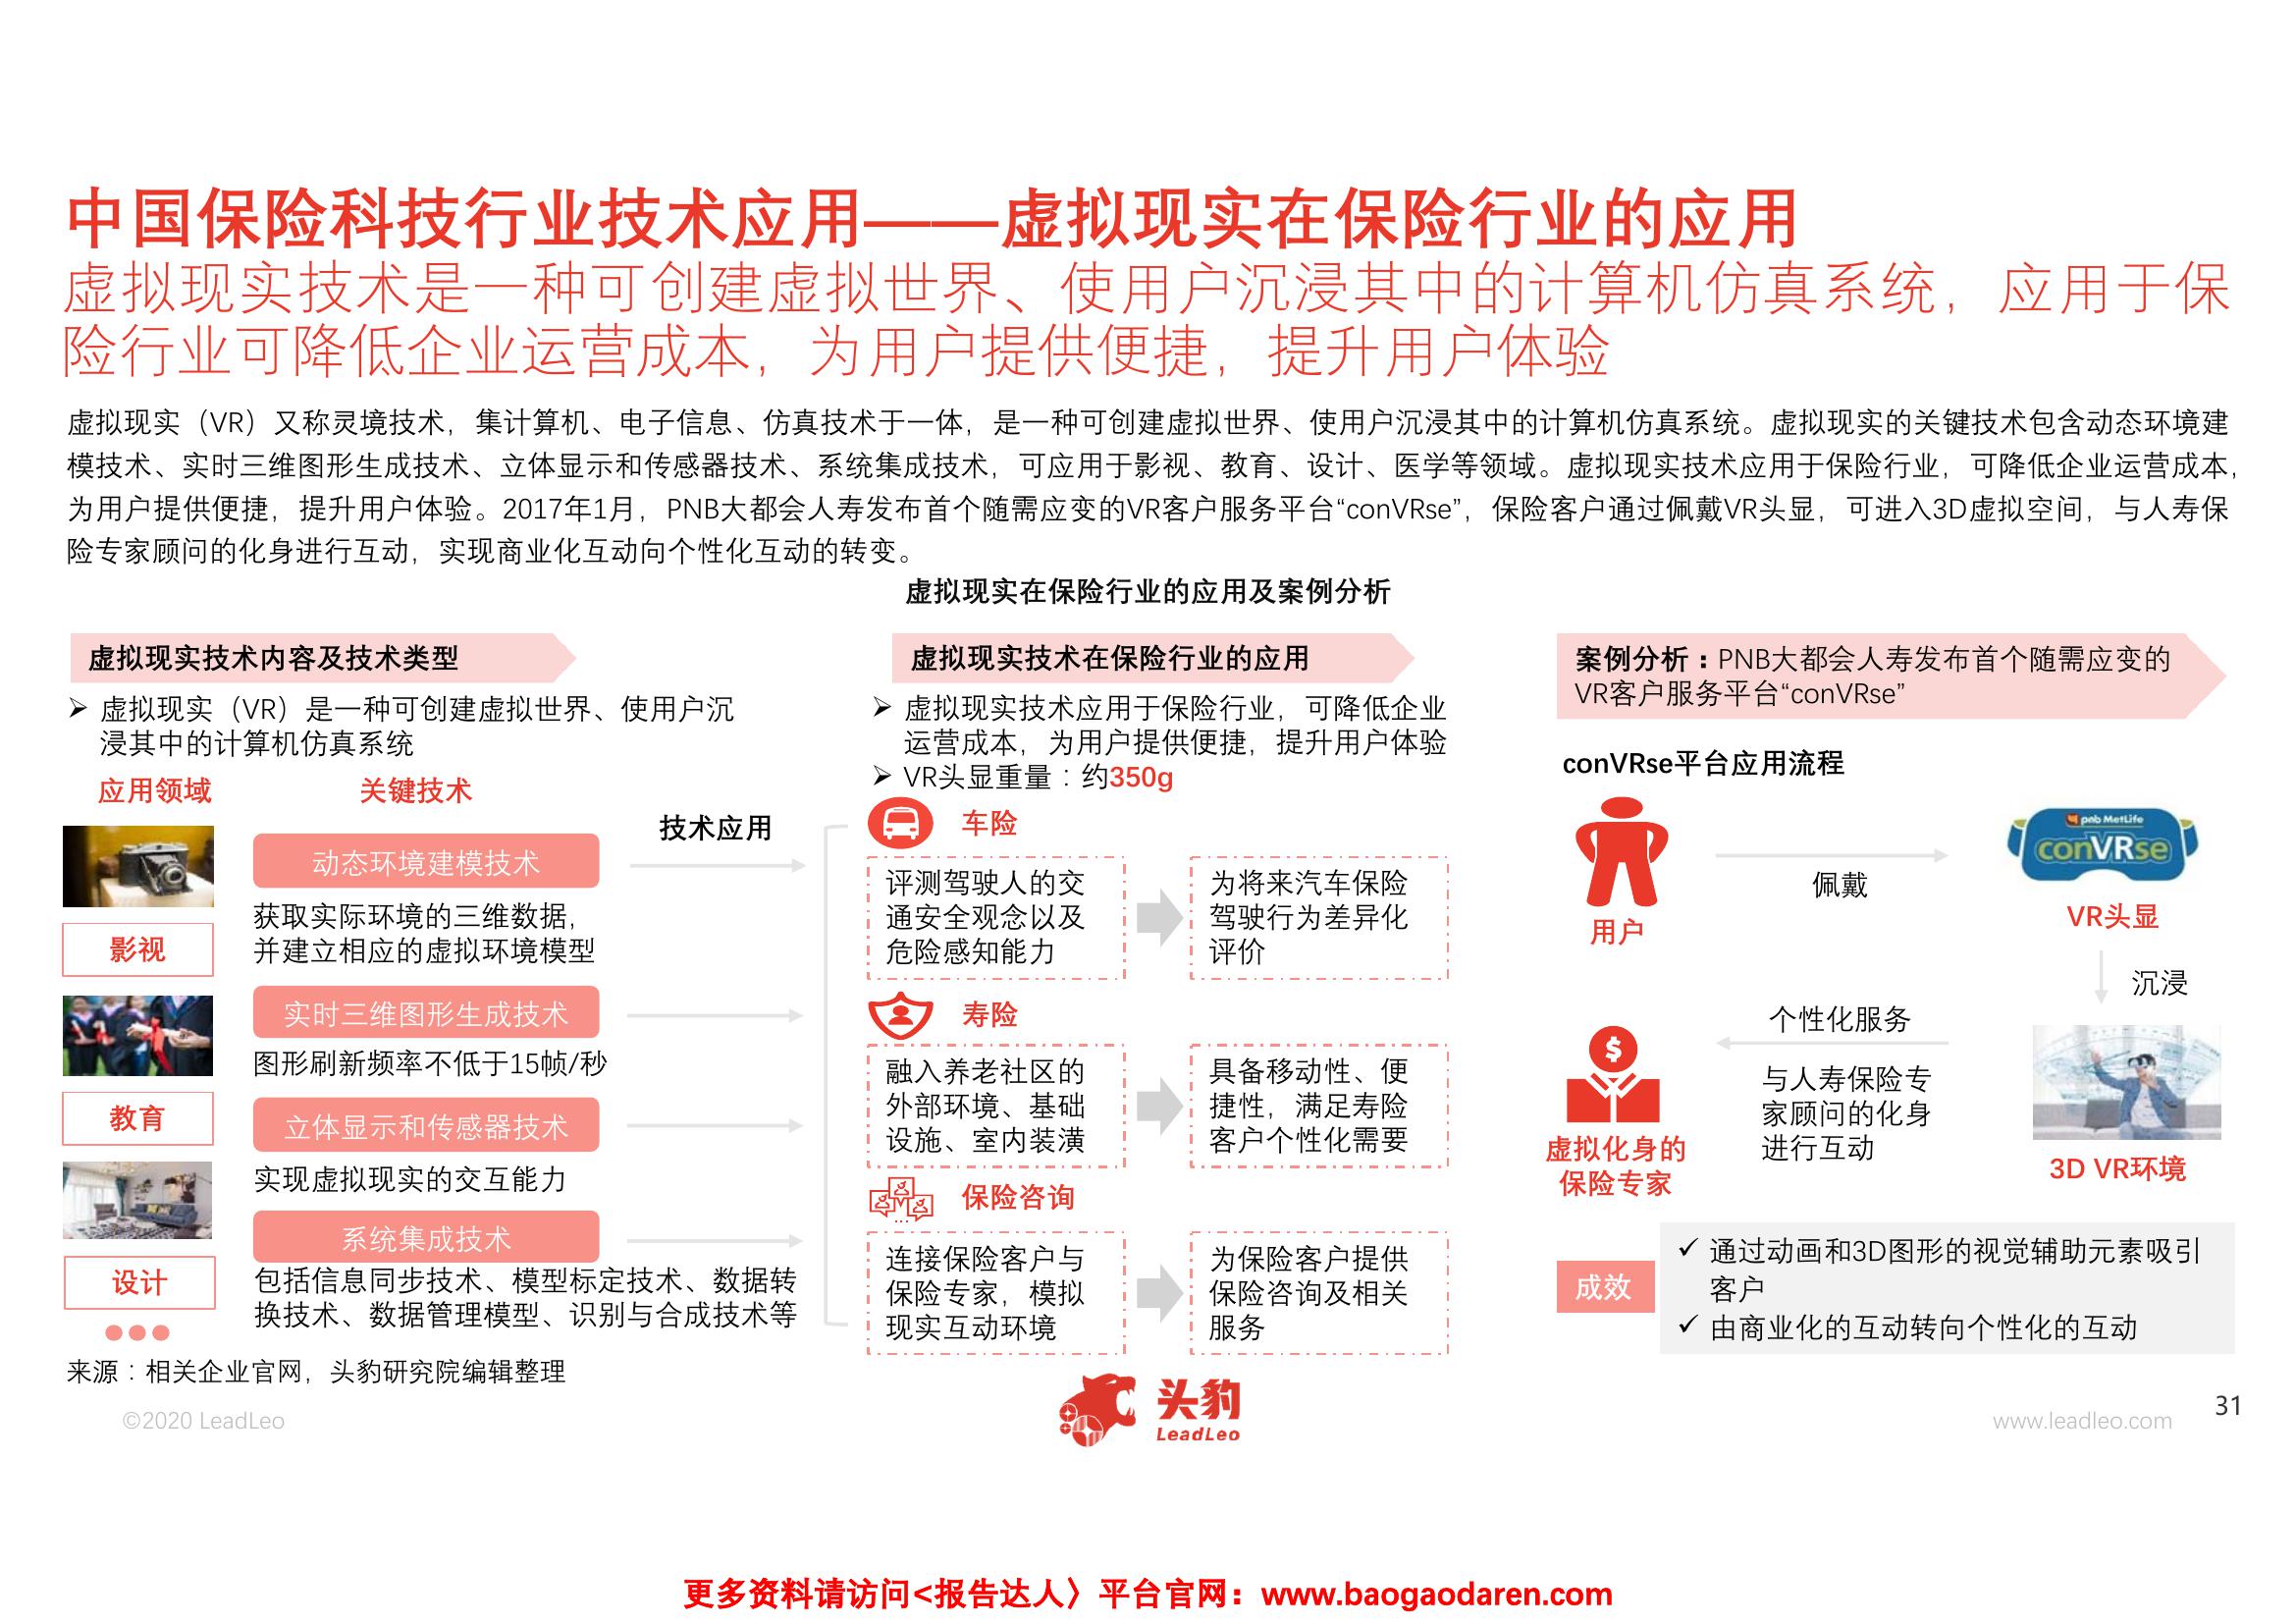 中国保险科技行业技术应用——虚拟现实在保险行业的应用
虚拟现实技术是一种可创建虚拟世界、使用户沉浸其中的计算机仿真系统，应用于保
险行业可降低企业运营成本，为用户提供便捷，提升用户体验
虚拟现实（VR）又称灵境技术，集计算机、电子信息、仿真技术于一体，是一种可创建虚拟世界、使用户沉浸其中的计算机仿真系统。虚拟现实的关键技术包含动态环境建
模技术、实时三维图形生成技术、立体显示和传感器技术、系统集成技术，可应用于影视、教育、设计、医学等领域。虚拟现实技术应用于保险行业，可降低企业运营成本，
为用户提供便捷，提升用户体验。2017年1月，PNB大都会人寿发布首个随需应变的VR客户服务平台“conVRse”，保险客户通过佩戴VR头显，可进入3D虚拟空间，与人寿保
险专家顾问的化身进行互动，实现商业化互动向个性化互动的转变。
虚拟现实在保险行业的应用及案例分析
虚拟现实技术内容及技术类型
➢ 虚拟现实（VR）是一种可创建虚拟世界、使用户沉
浸其中的计算机仿真系统
应用领域
关键技术
技术应用
影视
教育
设计
动态环境建模技术
获取实际环境的三维数据，
并建立相应的虚拟环境模型
实时三维图形生成技术
图形刷新频率不低于15帧/秒
立体显示和传感器技术
实现虚拟现实的交互能力
系统集成技术
包括信息同步技术、模型标定技术、数据转
换技术、数据管理模型、识别与合成技术等
虚拟现实技术在保险行业的应用
➢ 虚拟现实技术应用于保险行业，可降低企业
运营成本，为用户提供便捷，提升用户体验
➢ VR头显重量：约350g
车险
评测驾驶人的交
通安全观念以及
危险感知能力
为将来汽车保险
驾驶行为差异化
评价
寿险
融入养老社区的
外部环境、基础
设施、室内装潢
具备移动性、便
捷性，满足寿险
客户个性化需要
保险咨询
连接保险客户与
保险专家，模拟
现实互动环境
为保险客户提供
保险咨询及相关
服务
案例分析：PNB大都会人寿发布首个随需应变的
VR客户服务平台“conVRse”
conVRse平台应用流程
用户
佩戴
pnb MetLife
conVRse
VR头显
沉浸
3D VR环境
个性化服务
与人寿保险专
家顾问的化身
进行互动
$
虚拟化身的
保险专家
成效
✓ 通过动画和3D图形的视觉辅助元素吸引
客户
✓ 由商业化的互动转向个性化的互动
来源：相关企业官网，头豹研究院编辑整理
©2020 LeadLeo
头豹
LeadLeo
www.leadleo.com
31
更多资料请访问<报告达人〉平台官网：www.baogaodaren.com